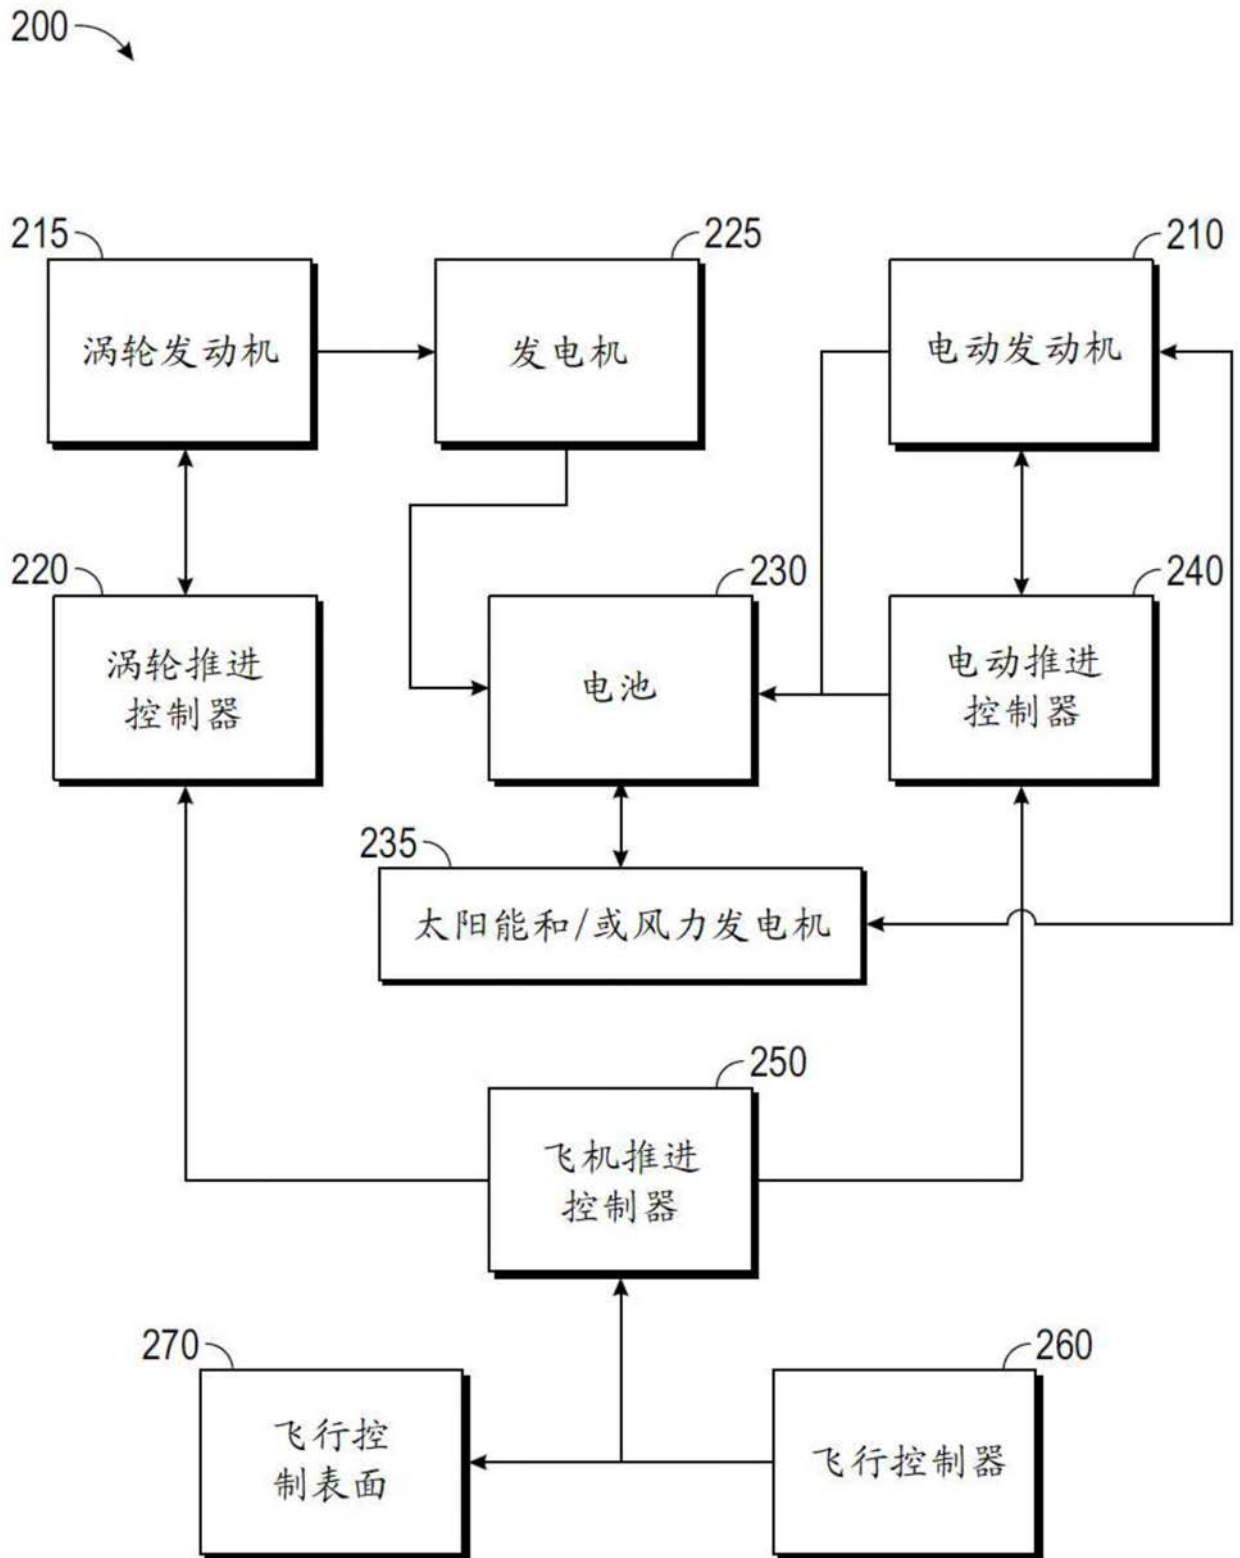 200
215
225
210
涡轮发动机
发电机
电动发动机
220
230
240
涡轮推进
控制器
电池
电动推进
控制器
235
太阳能和/或风力发电机
250
飞机推进
控制器
270
260
飞行控
制表面
飞行控制器